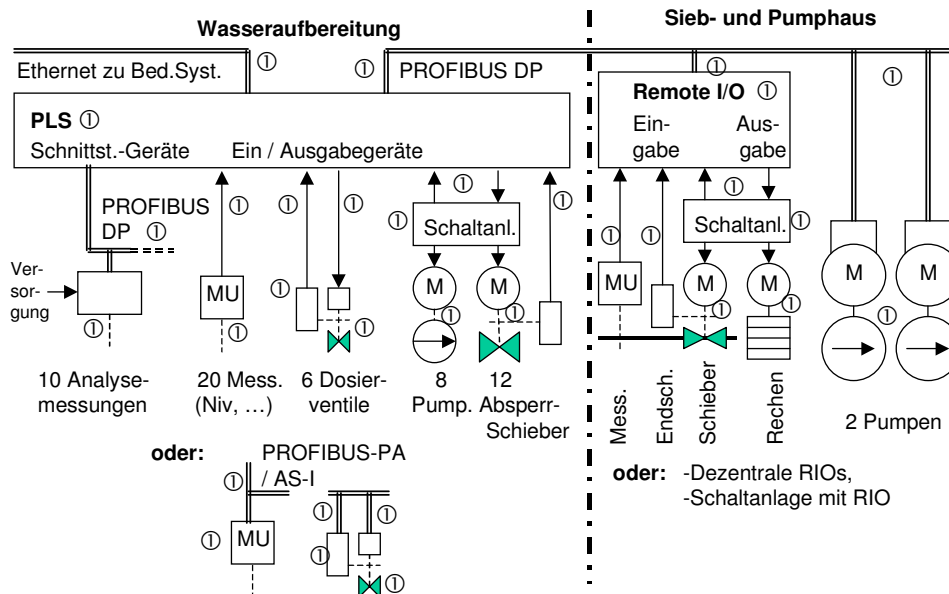 Wasseraufbereitung
Sieb- und Pumphaus
Ethernet zu Bed.Syst.
①
①
PROFIBUS DP
①
①
PLS ①
Schnittst.-Geräte
Ein / Ausgabegeräte
Remote I/O ①
Ein-
gabe
Aus-
gabe
PROFIBUS
DP
①
①
①
①
①
①
①
Schaltanl.
①
①
①
①
Schaltanl.
Ver-
sor-
gung
①
MU
①
①
①
M
M
①
①
MU
M
①
M
①
M
M
①
10 Analyse-
messungen
20 Mess.
(Niv, …)
6 Dosier-
ventile
8
Pump.
12
Absperr-
Schieber
Mess.
Endsch.
Schieber
Rechen
2 Pumpen
oder:
PROFIBUS-PA
/ AS-I
①
①
MU
①
①
①
①
oder:
-Dezentrale RIOs,
-Schaltanlage mit RIO